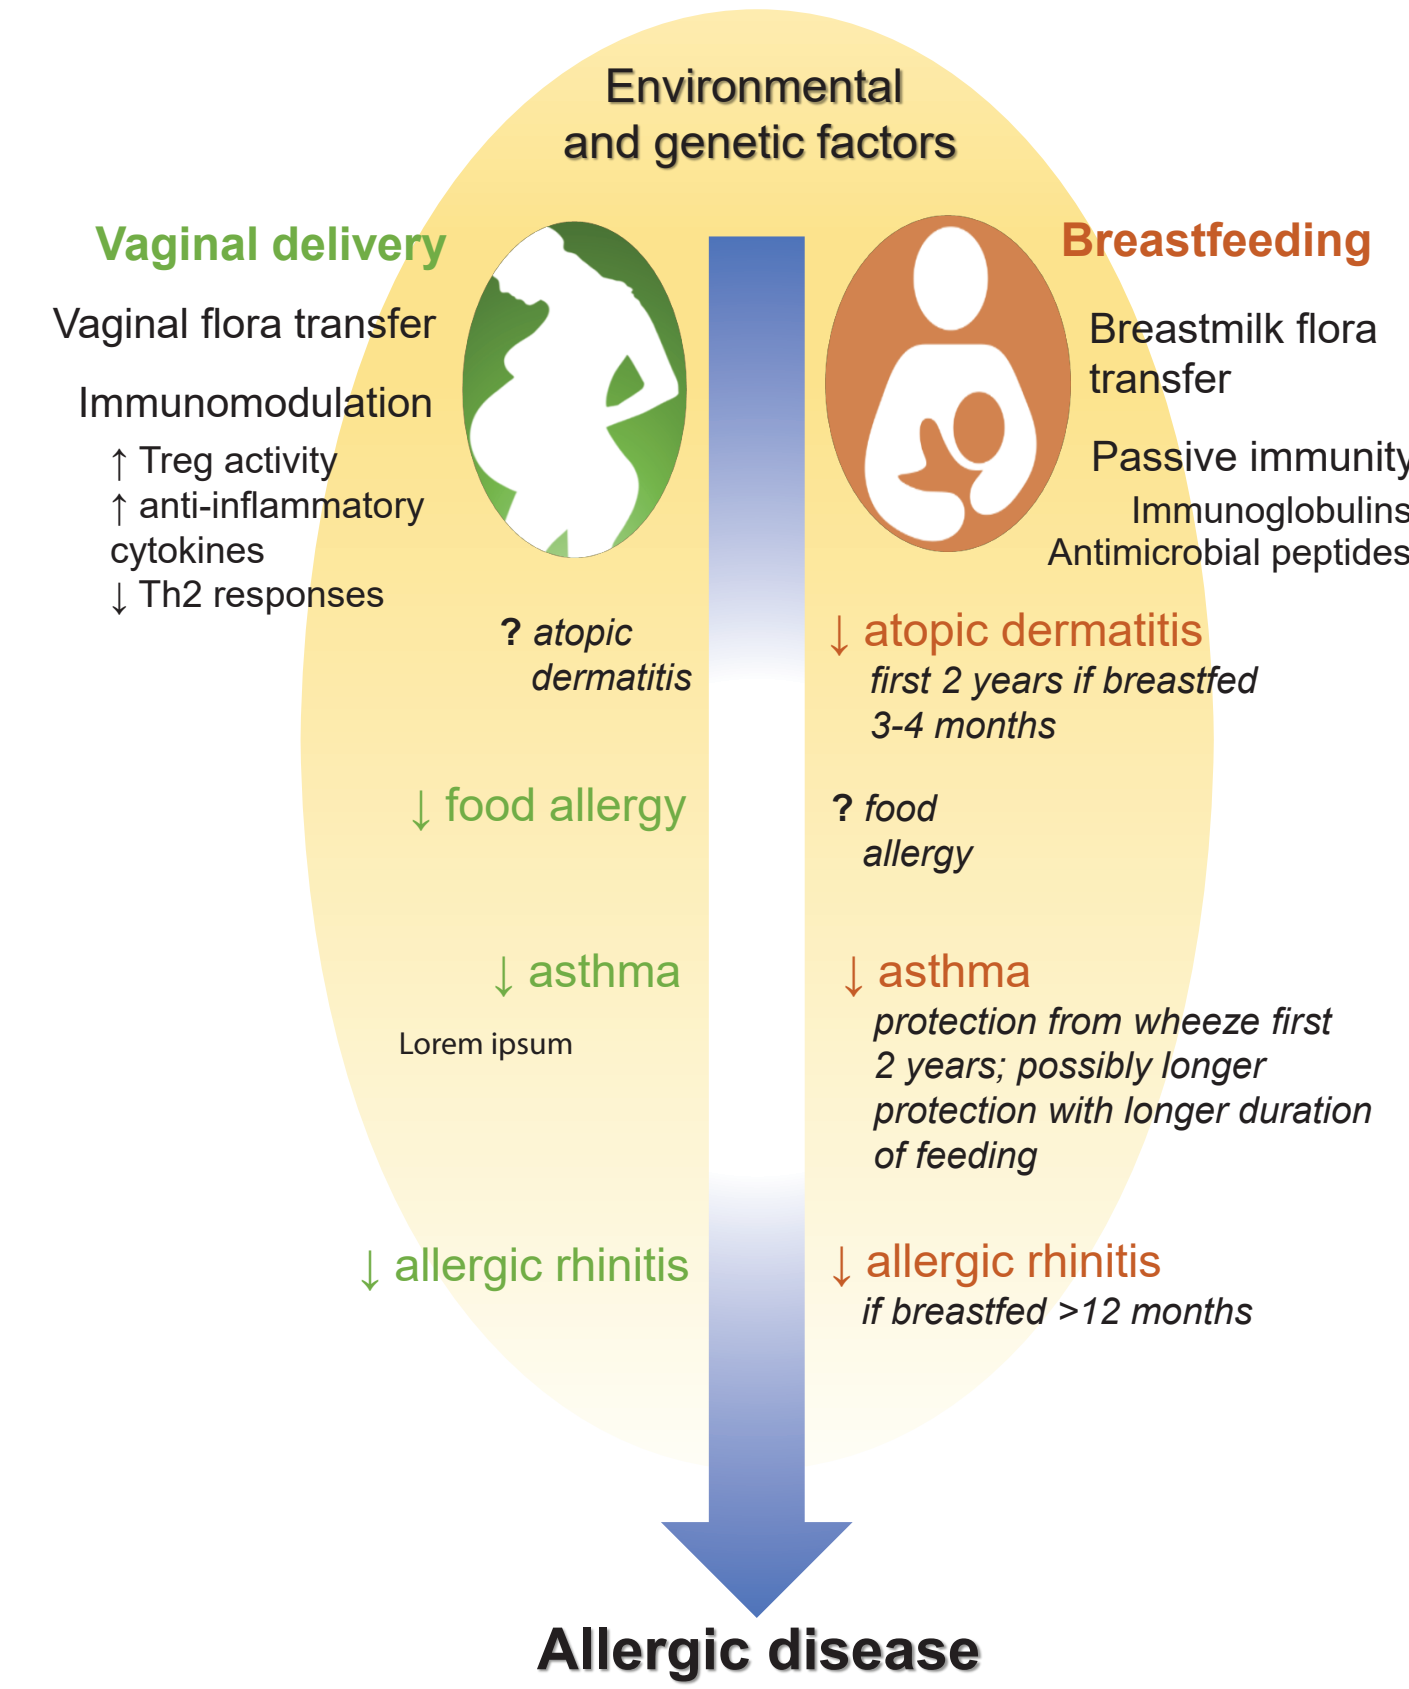 Environmental
and genetic factors
Vaginal delivery
Vaginal flora transfer
Immunomodulation
↑ Treg activity
↑ anti-inflammatory
cytokines
↓ Th2 responses
? atopic
dermatitis
↓ food allergy
↓ asthma
Lorem ipsum
↓ allergic rhinitis
Breastfeeding
Breastmilk flora
transfer
Passive immunity
Immunoglobulins
Antimicrobial peptides
↓ atopic dermatitis
first 2 years if breastfed
3-4 months
? food
allergy
↓ asthma
protection from wheeze first
2 years; possibly longer
protection with longer duration
of feeding
↓ allergic rhinitis
if breastfed >12 months
Allergic disease